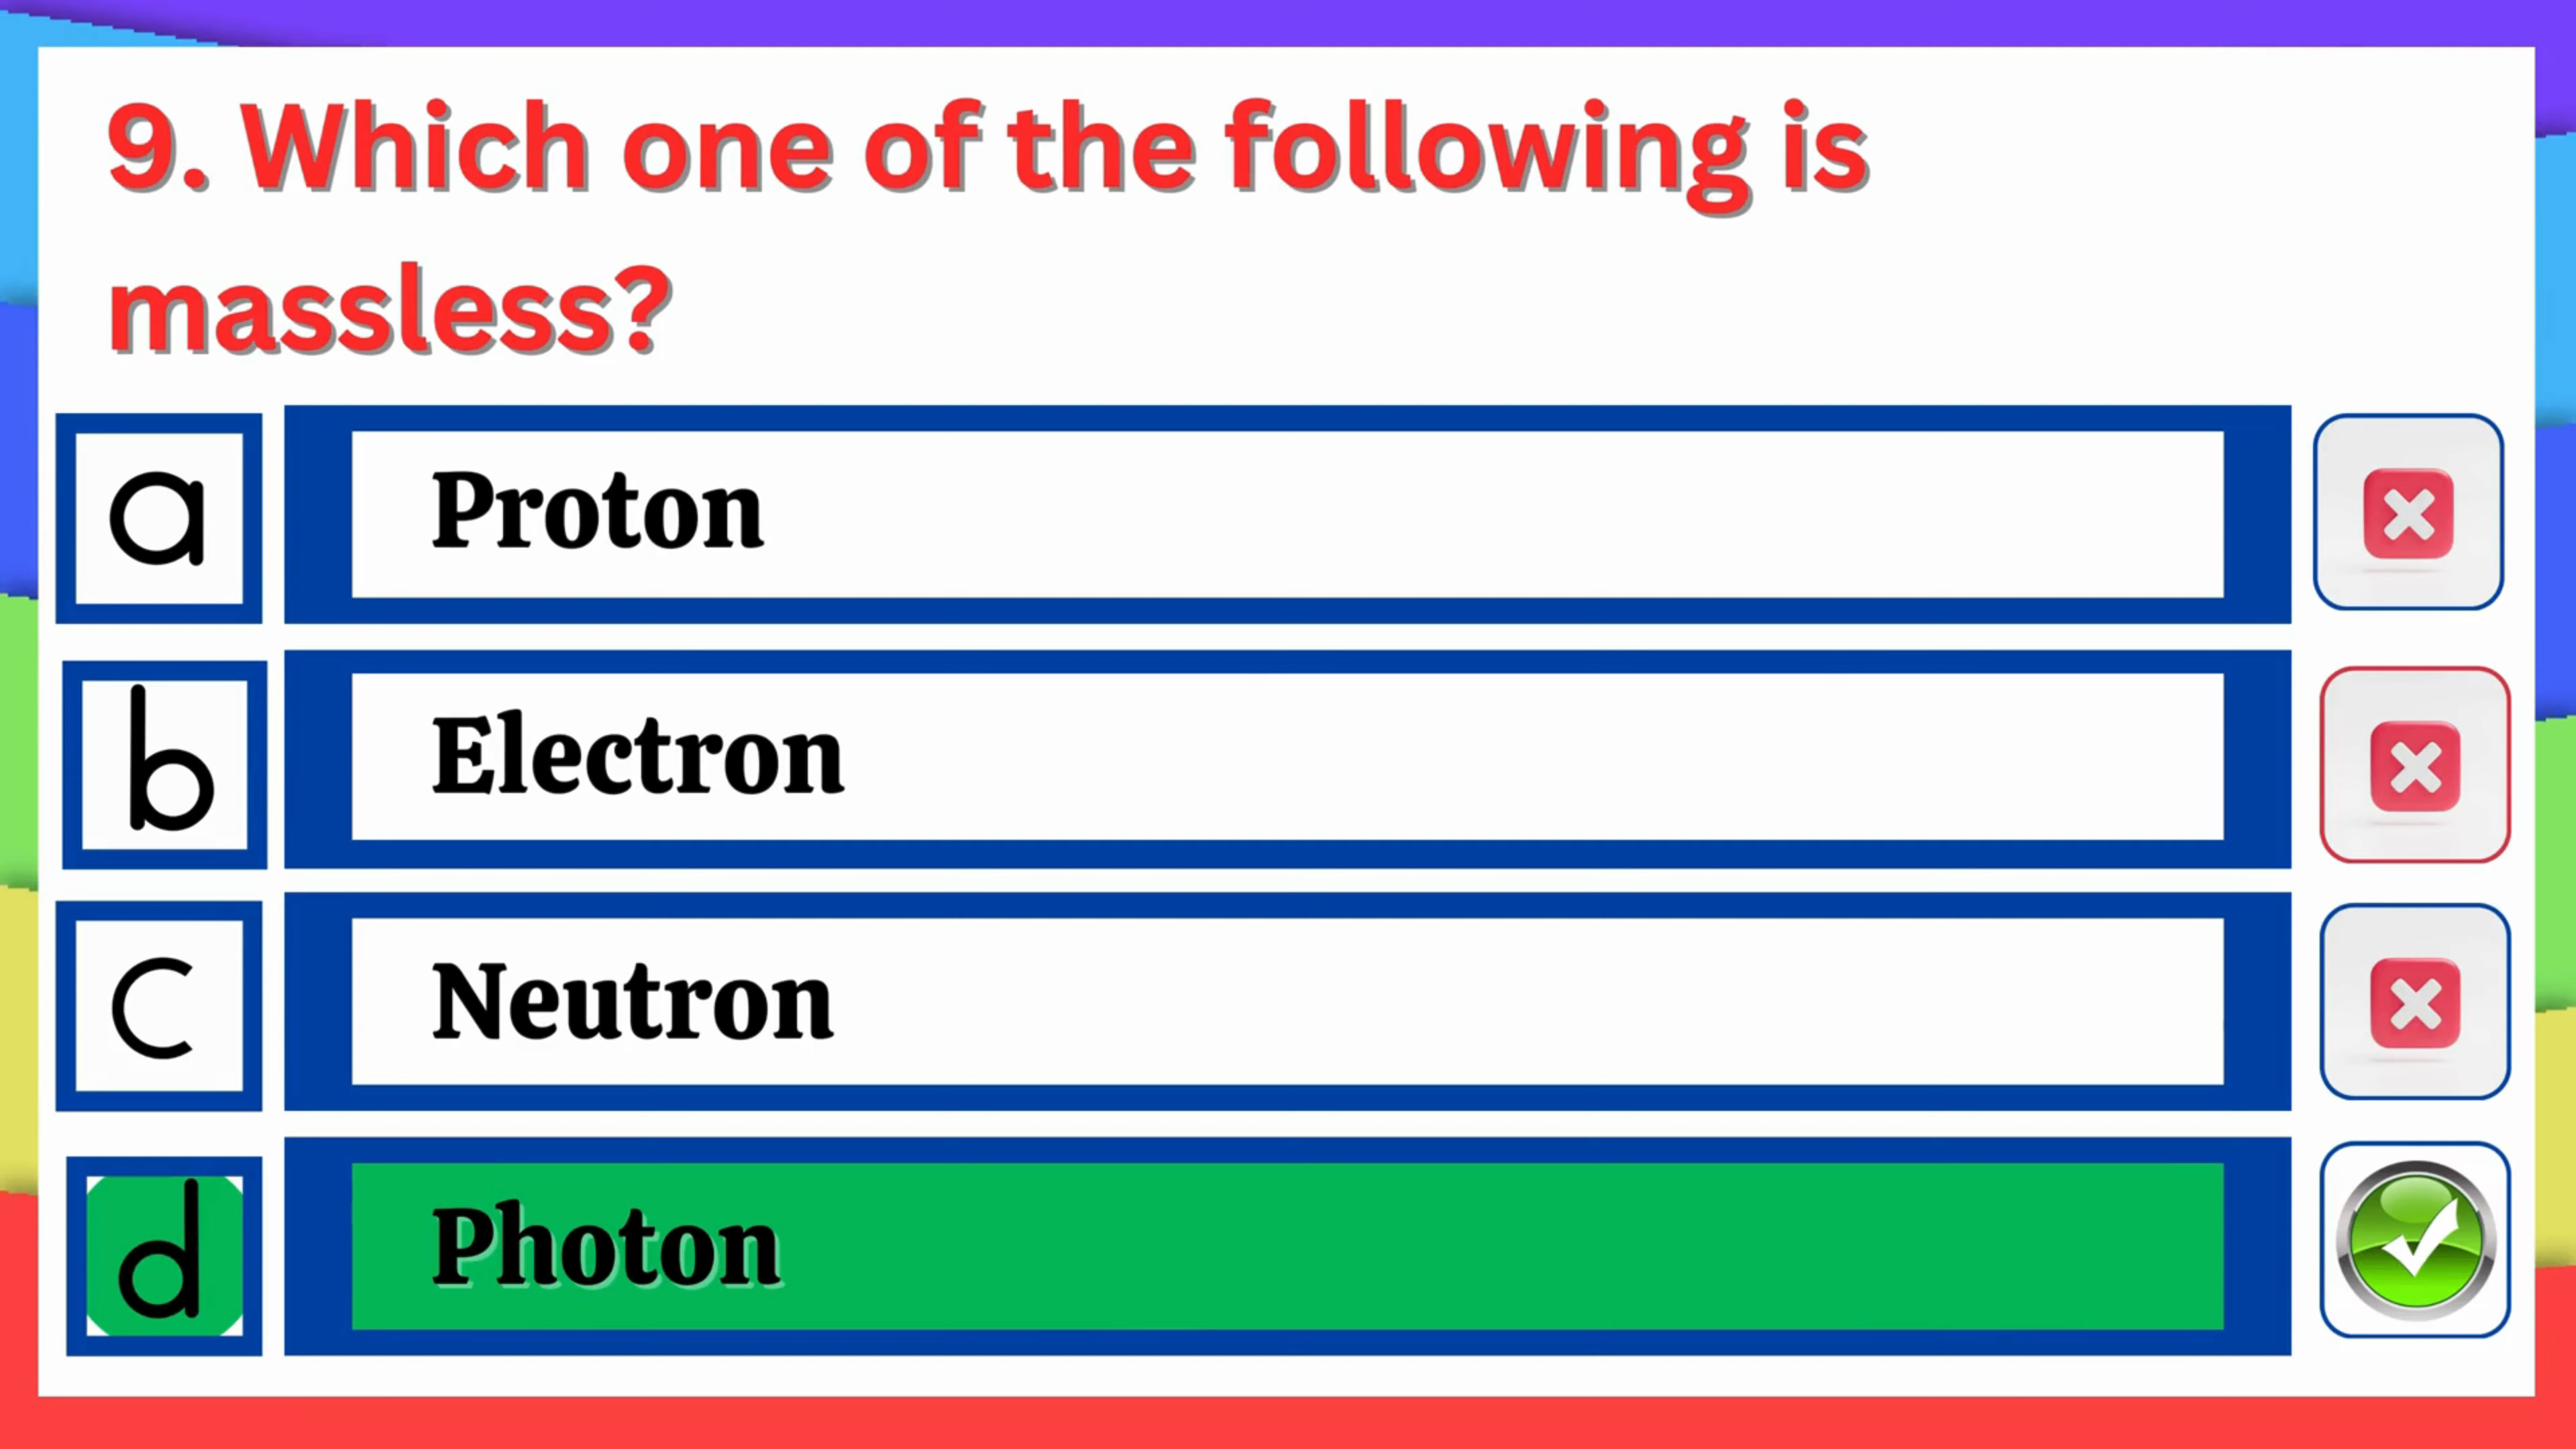 9. Which one of the following is
massless?
a Proton
b Electron
c Neutron
d Photon